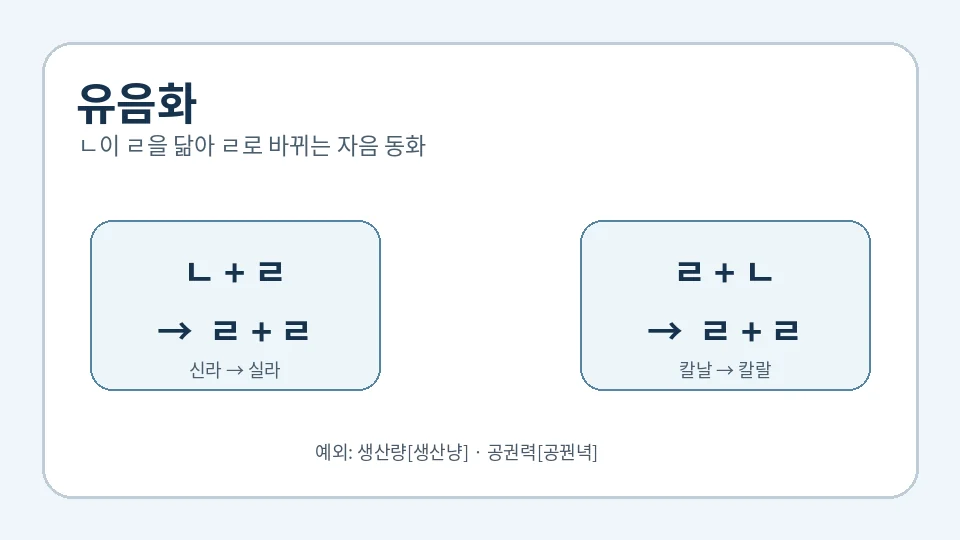 유음화
ㄴ이 ㄹ을 닮아 ㄹ로 바뀌는 자음 동화
ㄴ + ㄹ
→ ㄹ + ㄹ
신라 → 실라
ㄹ + ㄴ
→ ㄹ + ㄹ
칼날 → 칼랄
예외: 생산량[생산냥] · 공권력[공꿘녁]